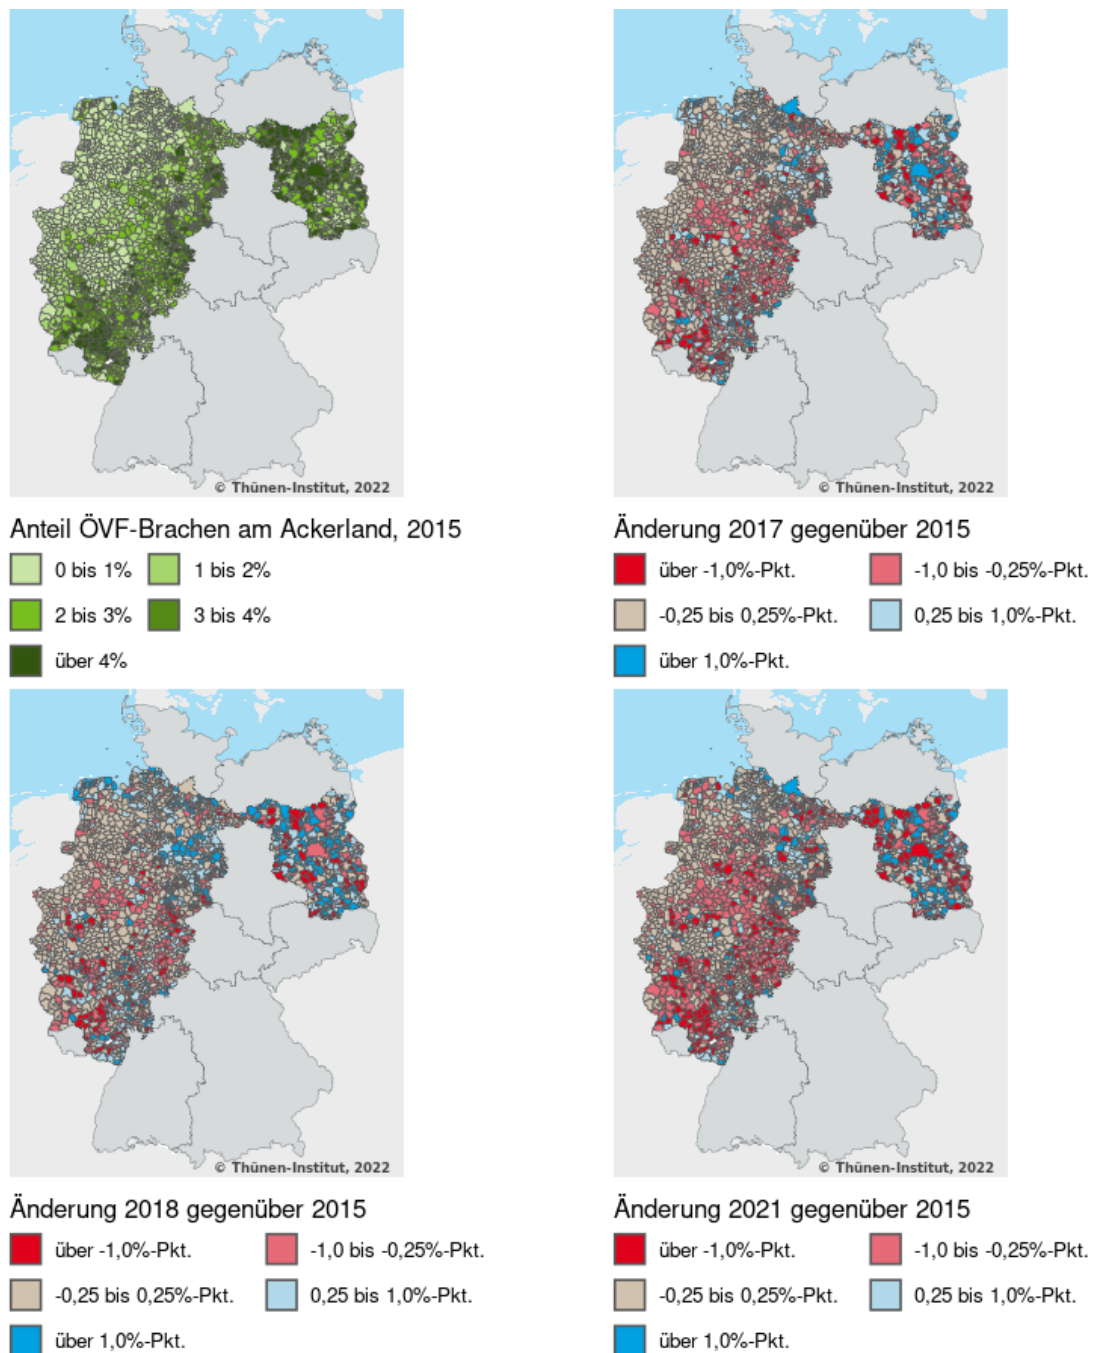 © Thünen-Institut, 2022
© Thünen-Institut, 2022
Anteil ÖVF-Brachen am Ackerland, 2015
0 bis 1% 1 bis 2%
2 bis 3% 3 bis 4%
über 4%
Änderung 2017 gegenüber 2015
über -1,0%-Pkt. -1,0 bis -0,25%-Pkt.
-0,25 bis 0,25%-Pkt. 0,25 bis 1,0%-Pkt.
über 1,0%-Pkt.
© Thünen-Institut, 2022
© Thünen-Institut, 2022
Änderung 2018 gegenüber 2015
über -1,0%-Pkt. -1,0 bis -0,25%-Pkt.
-0,25 bis 0,25%-Pkt. 0,25 bis 1,0%-Pkt.
über 1,0%-Pkt.
Änderung 2021 gegenüber 2015
über -1,0%-Pkt. -1,0 bis -0,25%-Pkt.
-0,25 bis 0,25%-Pkt. 0,25 bis 1,0%-Pkt.
über 1,0%-Pkt.